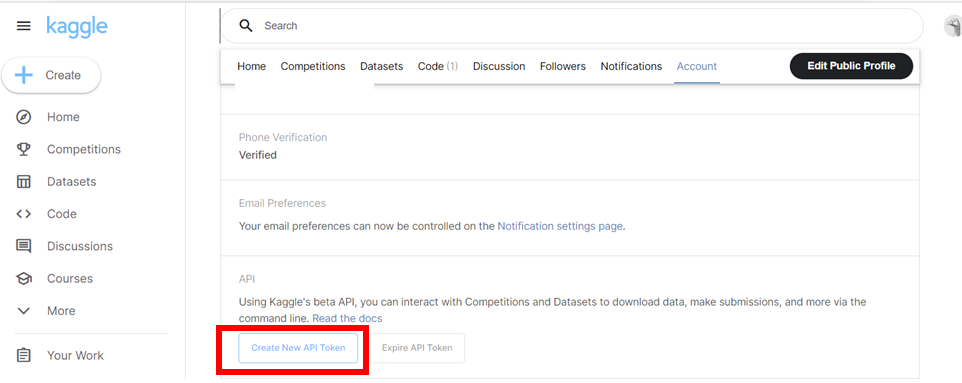 kaggle
Search
Create
Home
Competitions
Datasets
Code
Discussions
Courses
More
Your Work
Home Competitions Datasets Code (1) Discussion Followers Notifications Account Edit Public Profile
Phone Verification
Verified
Email Preferences
Your email preferences can now be controlled on the Notification settings page.
API
Using Kaggle's beta API, you can interact with Competitions and Datasets to download data, make submissions, and more via the
command line. Read the docs
Create New API Token Expire API Token